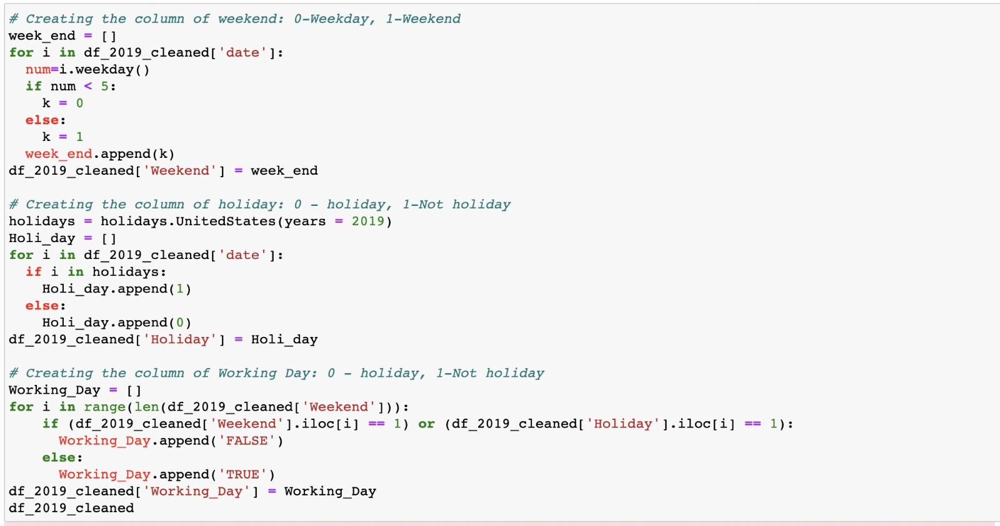 # Creating the column of weekend: 0-Weekday, 1-Weekend
week_end = []
for i in df_2019_cleaned['date']:
  num=i.weekday()
  if num < 5:
    k = 0
  else:
    k = 1
  week_end.append(k)
df_2019_cleaned['Weekend'] = week_end

# Creating the column of holiday: 0 - holiday, 1-Not holiday
holidays = holidays.UnitedStates(years = 2019)
Holi_day = []
for i in df_2019_cleaned['date']:
  if i in holidays:
    Holi_day.append(1)
  else:
    Holi_day.append(0)
df_2019_cleaned['Holiday'] = Holi_day

# Creating the column of Working Day: 0 - holiday, 1-Not holiday
Working_Day = []
for i in range(len(df_2019_cleaned['Weekend'])):
    if (df_2019_cleaned['Weekend'].iloc[i] == 1) or (df_2019_cleaned['Holiday'].iloc[i] == 1):
      Working_Day.append('FALSE')
    else:
      Working_Day.append('TRUE')
df_2019_cleaned['Working_Day'] = Working_Day
df_2019_cleaned